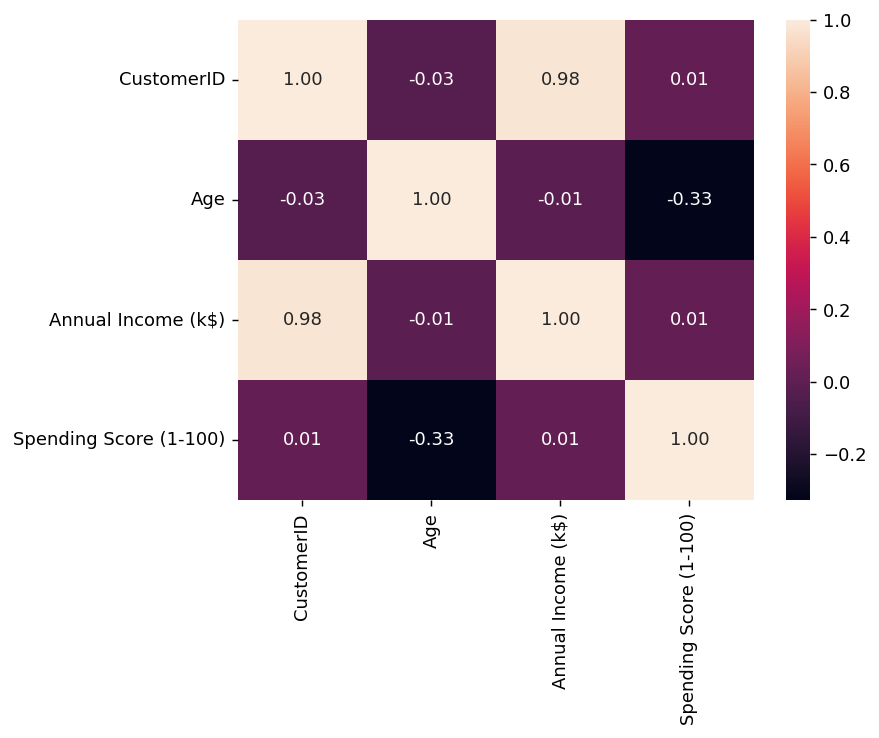 CustomerID 1.00 -0.03 0.98 0.01
Age -0.03 1.00 -0.01 -0.33
Annual Income (k$) 0.98 -0.01 1.00 0.01
Spending Score (1-100) 0.01 -0.33 0.01 1.00
CustomerID
Age
Annual Income (k$)
Spending Score (1-100)
1.0
0.8
0.6
0.4
0.2
0.0
−0.2